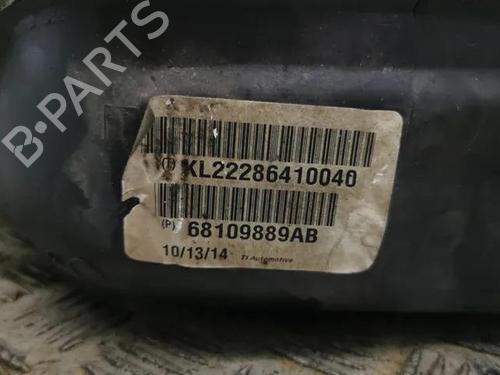 B-PARTS
(T) KL22286410040
(P) 68109889AB
10/13/14 TI Automotive